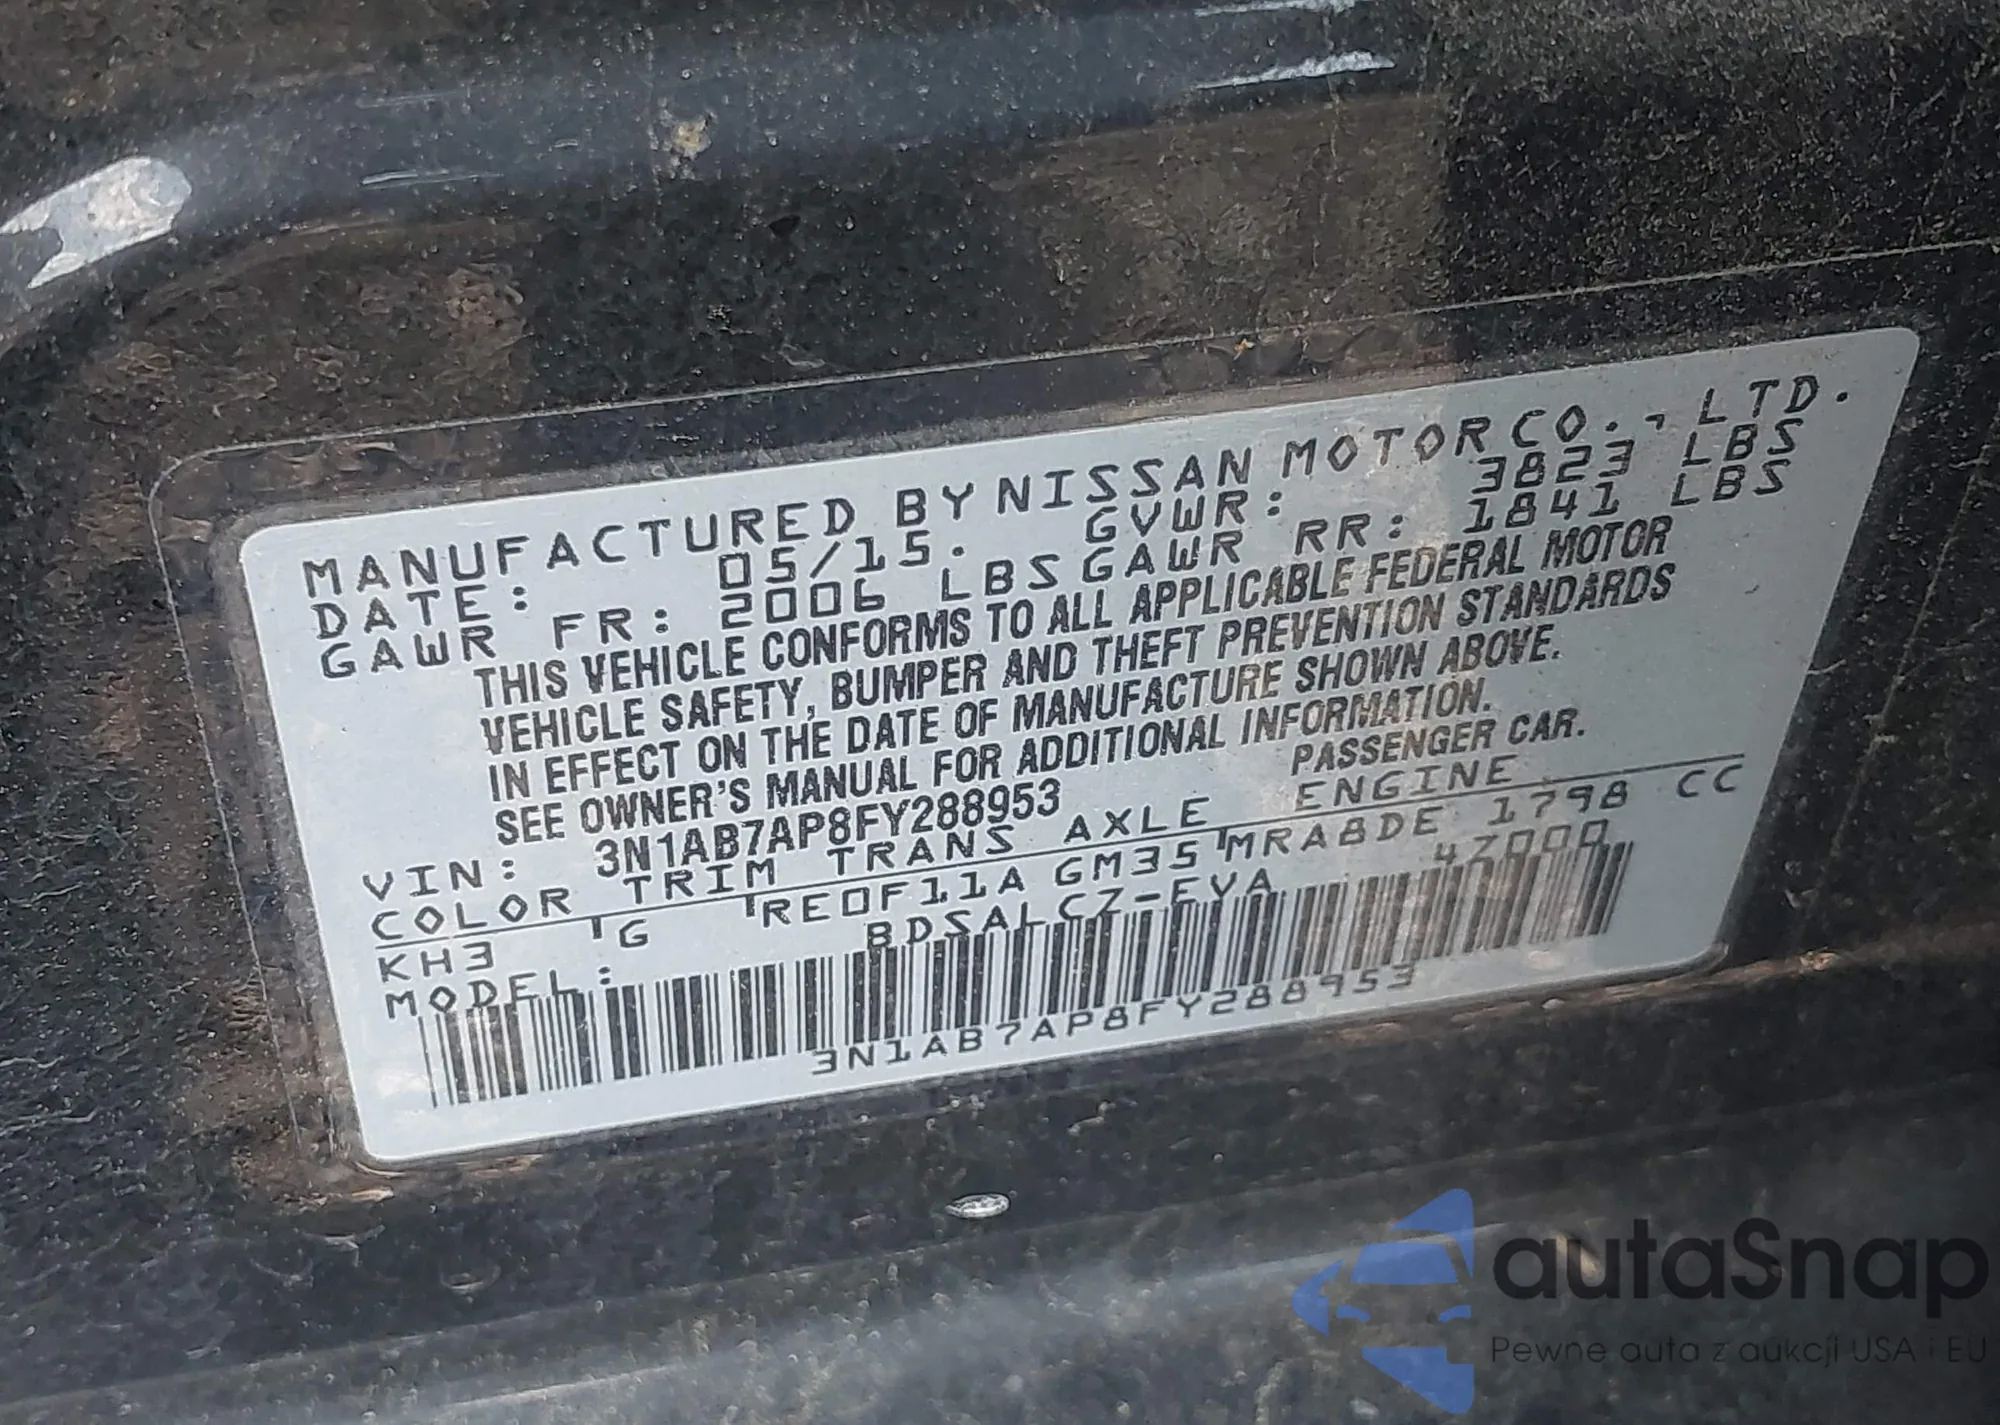 MANUFACTURED BY NISSAN MOTOR CO., LTD.
DATE: 05/15. GVWR: 3823 LBS
GAWR FR: 2006 LBS GAWR RR: 1841 LBS
THIS VEHICLE CONFORMS TO ALL APPLICABLE FEDERAL MOTOR
VEHICLE SAFETY, BUMPER AND THEFT PREVENTION STANDARDS
IN EFFECT ON THE DATE OF MANUFACTURE SHOWN ABOVE.
SEE OWNER'S MANUAL FOR ADDITIONAL INFORMATION.
VIN: 3N1AB7AP8FY288953 PASSENGER CAR.
COLOR TRIM TRANS AXLE ENGINE
KH3 G RE0F11A GM35 MRA8DE 1798 CC
MODEL: BDSALCZ-EVA 47000
3N1AB7AP8FY288953
autaSnap
Pewne auta z aukcji USA i EU